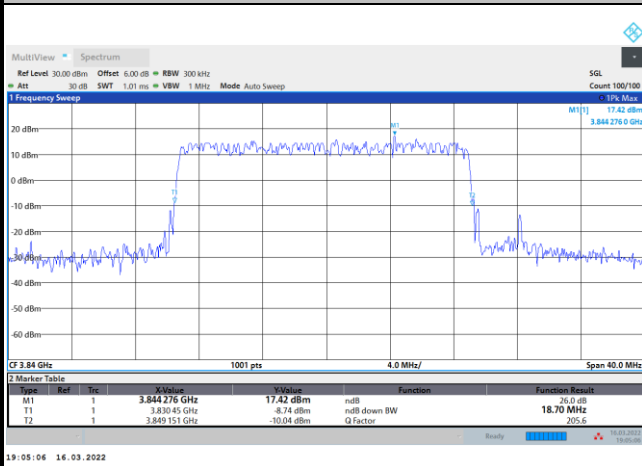 MultiView Spectrum
Ref Level 30.00 dBm Offset 6.00 dB RBW 300 kHz SGL
Att 30 dB SWT 1.01 ms VBW 1 MHz Mode Auto Sweep Count 100/100
1 Frequency Sweep 1Pk Max
M1[1] 17.42 dBm
3.844 276 0 GHz
20 dBm
M1
10 dBm
0 dBm
T1
T2
-10 dBm
-20 dBm
-30 dBm
-40 dBm
-50 dBm
-60 dBm
CF 3.84 GHz 1001 pts 4.0 MHz/ Span 40.0 MHz
2 Marker Table
Type Ref Trc X-Value Y-Value Function Function Result
M1 1 3.844 276 GHz 17.42 dBm ndB 26.0 dB
T1 1 3.830 45 GHz -8.74 dBm ndB down BW 18.70 MHz
T2 1 3.849 151 GHz -10.04 dBm Q Factor 205.6
Ready 16.03.2022
19:05:06
19:05:06 16.03.2022